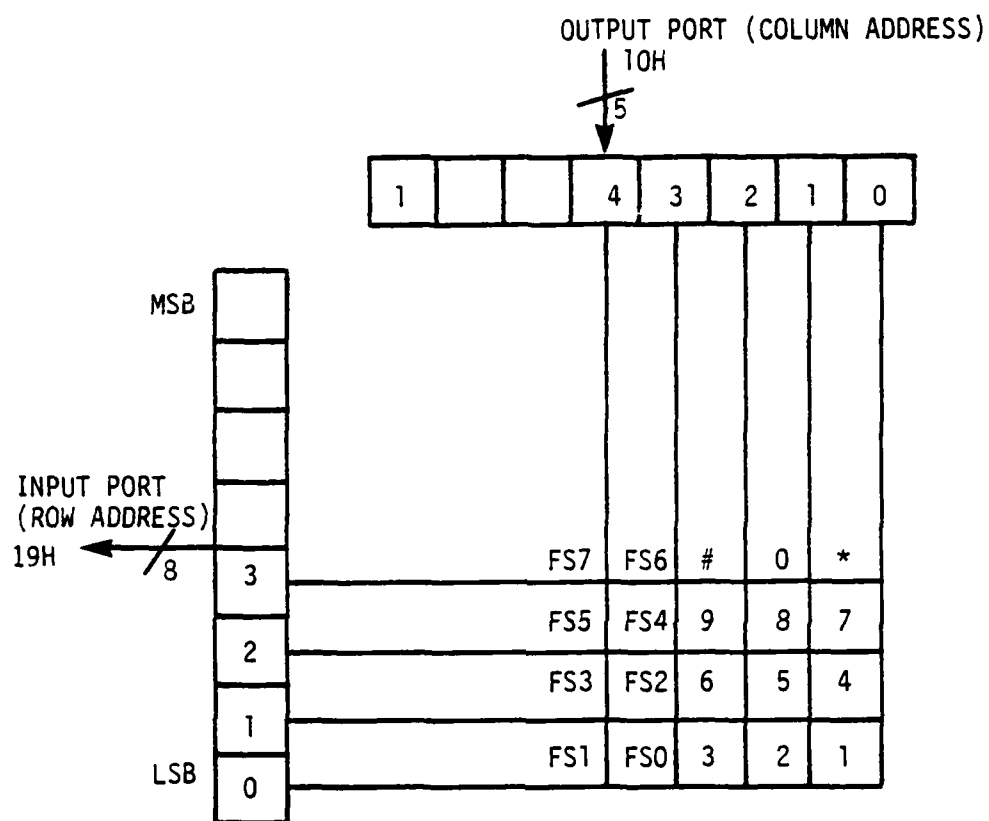 OUTPUT PORT (COLUMN ADDRESS)
10H
5
1 4 3 2 1 0
MSB
INPUT PORT
(ROW ADDRESS)
19H
8
3
FS7 FS6 # 0 *
2
FS5 FS4 9 8 7
1
FS3 FS2 6 5 4
LSB
0
FS1 FS0 3 2 1